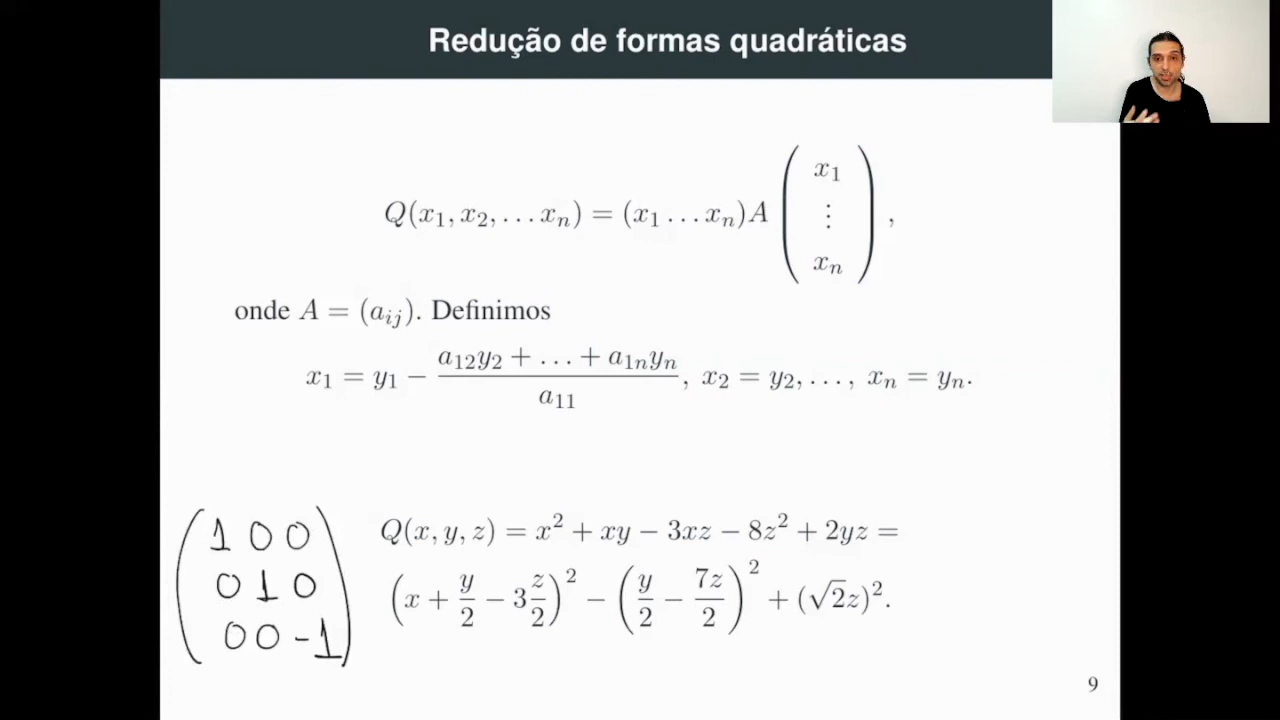 Redução de formas quadráticas
Q(x₁, x₂, . . . xₙ) = (x₁ . . . xₙ)A ( x₁ ⋮ xₙ ) ,
onde A = (aᵢⱼ). Definimos
x₁ = y₁ − (a₁₂y₂ + . . . + a₁ₙyₙ)/a₁₁, x₂ = y₂, . . . , xₙ = yₙ.
1 0 0
0 1 0
0 0 -1
Q(x, y, z) = x² + xy − 3xz − 8z² + 2yz =
(x + y/2 − 3 z/2)² − (y/2 − 7z/2)² + (√2z)².
9